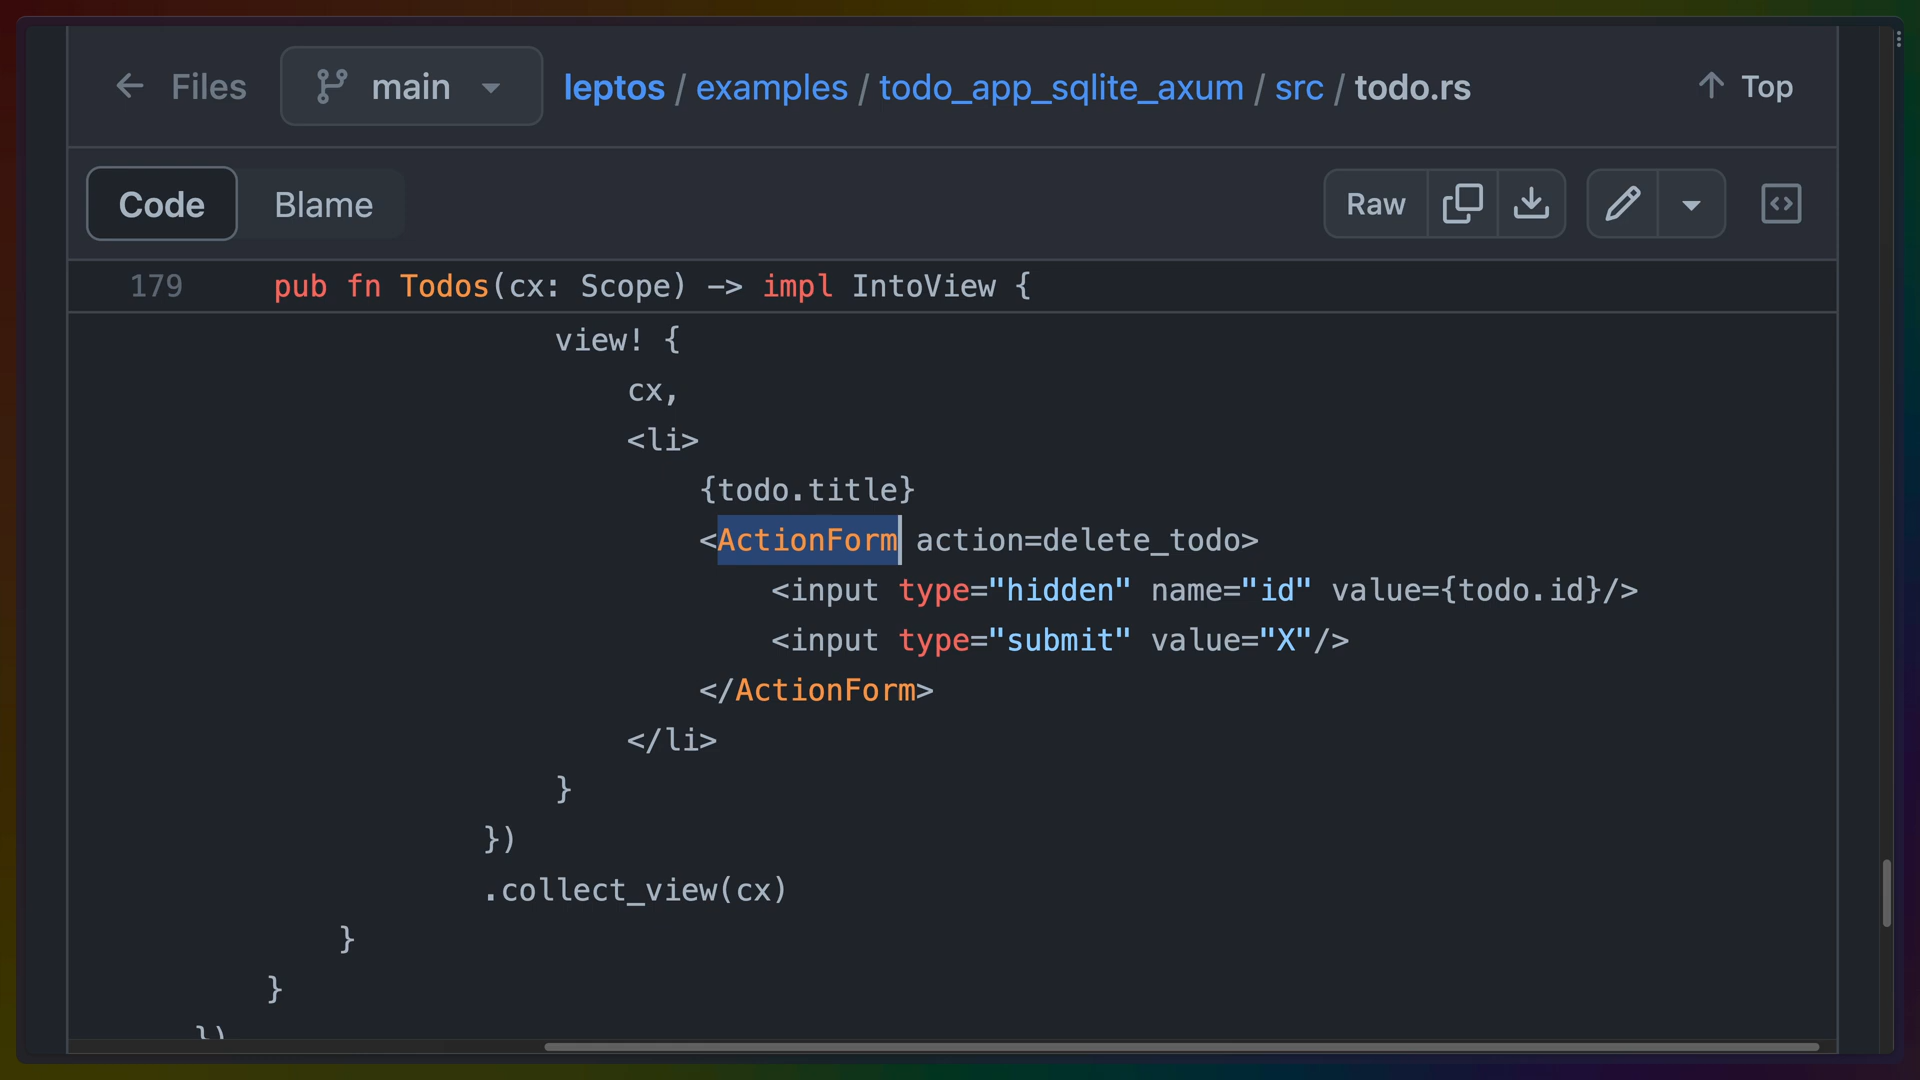 Files main leptos / examples / todo_app_sqlite_axum / src / todo.rs Top
Code Blame Raw
179 pub fn Todos(cx: Scope) -> impl IntoView {
view! {
cx,
<li>
{todo.title}
<ActionForm action=delete_todo>
<input type="hidden" name="id" value={todo.id}/>
<input type="submit" value="X"/>
</ActionForm>
</li>
}
})
.collect_view(cx)
}
}
})